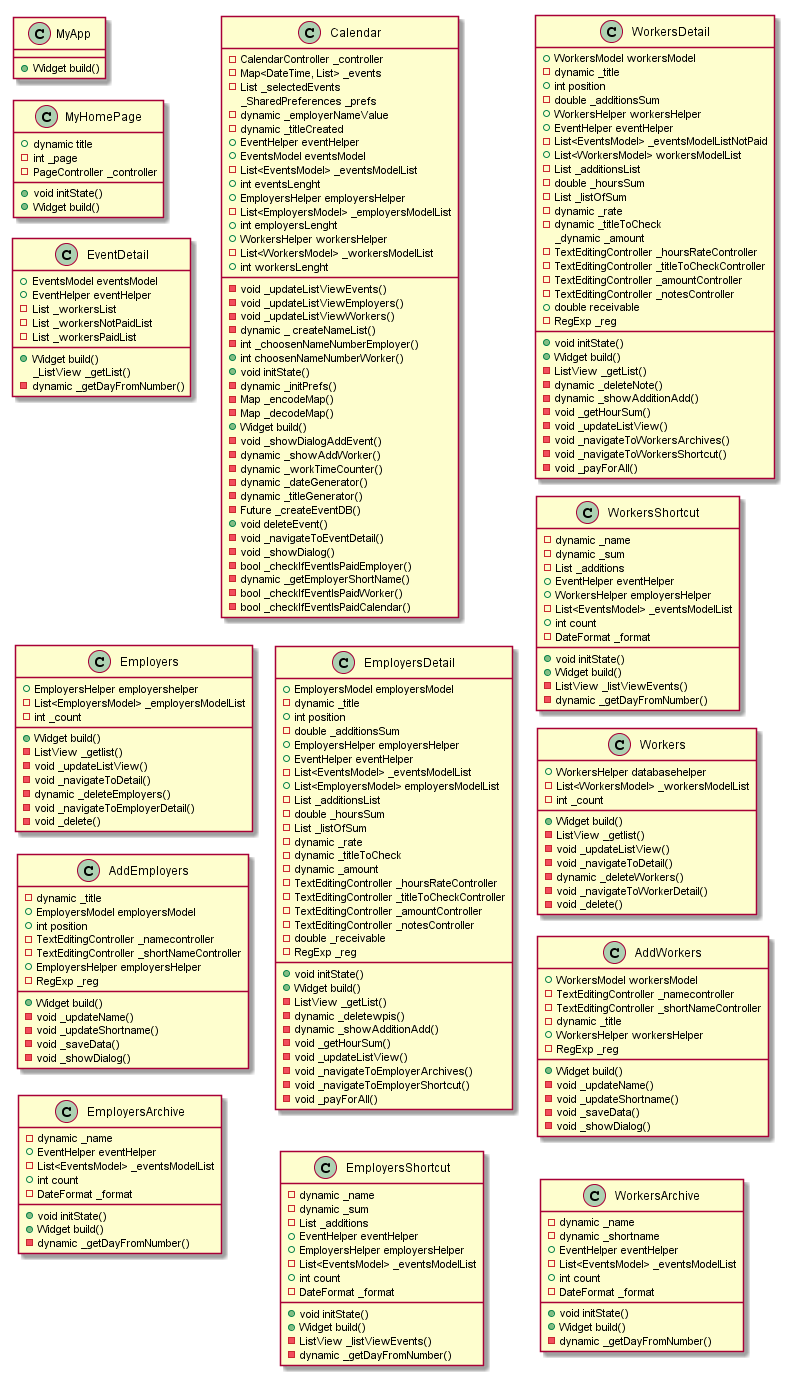 C MyApp
Widget build()
C MyHomePage
dynamic title
int _page
PageController _controller
void initState()
Widget build()
C EventDetail
EventsModel eventsModel
EventHelper eventHelper
List _workersList
List _workersNotPaidList
List _workersPaidList
Widget build()
_ListView _getList()
dynamic _getDayFromNumber()
C Calendar
CalendarController _controller
Map<DateTime, List> _events
List _selectedEvents
_SharedPreferences _prefs
dynamic _employerNameValue
dynamic _titleCreated
EventHelper eventHelper
EventsModel eventsModel
List<EventsModel> _eventsModelList
int eventsLenght
EmployersHelper employersHelper
List<EmployersModel> _employersModelList
int employersLenght
WorkersHelper workersHelper
List<WorkersModel> _workersModelList
int workersLenght
void _updateListViewEvents()
void _updateListViewEmployers()
void _updateListViewWorkers()
dynamic _ createNameList()
int _choosenNameNumberEmployer()
int choosenNameNumberWorker()
void initState()
dynamic _initPrefs()
Map _encodeMap()
Map _decodeMap()
Widget build()
void _showDialogAddEvent()
dynamic _showAddWorker()
dynamic _workTimeCounter()
dynamic _dateGenerator()
dynamic _titleGenerator()
Future _createEventDB()
void deleteEvent()
void _navigateToEventDetail()
void _showDialog()
bool _checkIfEventIsPaidEmployer()
dynamic _getEmployerShortName()
bool _checkIfEventIsPaidWorker()
bool _checkIfEventIsPaidCalendar()
C WorkersDetail
WorkersModel workersModel
dynamic _title
int position
double _additionsSum
WorkersHelper workersHelper
EventHelper eventHelper
List<EventsModel> _eventsModelListNotPaid
List<WorkersModel> workersModelList
List _additionsList
double _hoursSum
List _listOfSum
dynamic _rate
dynamic _titleToCheck
_dynamic _amount
TextEditingController _hoursRateController
TextEditingController _titleToCheckController
TextEditingController _amountController
TextEditingController _notesController
double receivable
RegExp _reg
void initState()
Widget build()
ListView _getList()
dynamic _deleteNote()
dynamic _showAdditionAdd()
void _getHourSum()
void _updateListView()
void _navigateToWorkersArchives()
void _navigateToWorkersShortcut()
void _payForAll()
C WorkersShortcut
dynamic _name
dynamic _sum
List _additions
EventHelper eventHelper
WorkersHelper employersHelper
List<EventsModel> _eventsModelList
int count
DateFormat _format
void initState()
Widget build()
ListView _listViewEvents()
dynamic _getDayFromNumber()
C Employers
EmployersHelper employershelper
List<EmployersModel> _employersModelList
int _count
Widget build()
ListView _getlist()
void _updateListView()
void _navigateToDetail()
dynamic _deleteEmployers()
void _navigateToEmployerDetail()
void _delete()
C EmployersDetail
EmployersModel employersModel
dynamic _title
int position
double _additionsSum
EmployersHelper employersHelper
EventHelper eventHelper
List<EventsModel> _eventsModelList
List<EmployersModel> employersModelList
List _additionsList
double _hoursSum
List _listOfSum
dynamic _rate
dynamic _titleToCheck
dynamic _amount
TextEditingController _hoursRateController
TextEditingController _titleToCheckController
TextEditingController _amountController
TextEditingController _notesController
double _receivable
RegExp _reg
void initState()
Widget build()
ListView _getList()
dynamic _deletewpis()
dynamic _showAdditionAdd()
void _getHourSum()
void _updateListView()
void _navigateToEmployerArchives()
void _navigateToEmployerShortcut()
void _payForAll()
C Workers
WorkersHelper databasehelper
List<WorkersModel> _workersModelList
int _count
Widget build()
ListView _getlist()
void _updateListView()
void _navigateToDetail()
dynamic _deleteWorkers()
void _navigateToWorkerDetail()
void _delete()
C AddEmployers
dynamic _title
EmployersModel employersModel
int position
TextEditingController _namecontroller
TextEditingController _shortNameController
EmployersHelper employersHelper
RegExp _reg
Widget build()
void _updateName()
void _updateShortname()
void _saveData()
void _showDialog()
C AddWorkers
WorkersModel workersModel
TextEditingController _namecontroller
TextEditingController _shortNameController
dynamic _title
WorkersHelper workersHelper
RegExp _reg
Widget build()
void _updateName()
void _updateShortname()
void _saveData()
void _showDialog()
C EmployersArchive
dynamic _name
EventHelper eventHelper
List<EventsModel> _eventsModelList
int count
DateFormat _format
void initState()
Widget build()
dynamic _getDayFromNumber()
C EmployersShortcut
dynamic _name
dynamic _sum
List _additions
EventHelper eventHelper
EmployersHelper employersHelper
List<EventsModel> _eventsModelList
int count
DateFormat _format
void initState()
Widget build()
ListView _listViewEvents()
dynamic _getDayFromNumber()
C WorkersArchive
dynamic _name
dynamic _shortname
EventHelper eventHelper
List<EventsModel> _eventsModelList
int count
DateFormat _format
void initState()
Widget build()
dynamic _getDayFromNumber()